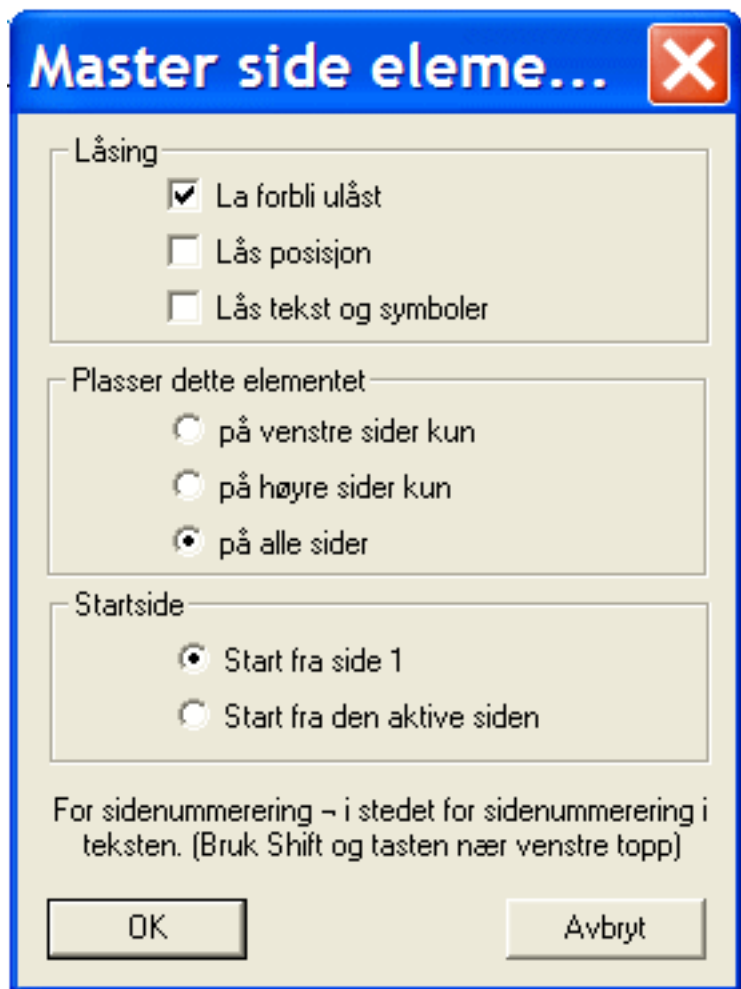 Master side eleme...
Låsing
La forbli ulåst
Lås posisjon
Lås tekst og symboler
Plasser dette elementet
på venstre sider kun
på høyre sider kun
på alle sider
Startside
Start fra side 1
Start fra den aktive siden
For sidenummerering ¬ i stedet for sidenummerering i
teksten. (Bruk Shift og tasten nær venstre topp)
OK
Avbryt